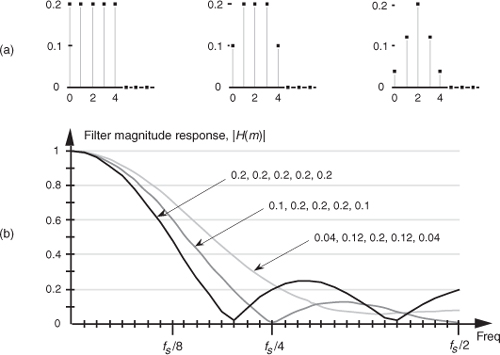 0.2 0.2 0.2
(a) 0.1 0.1 0.1
0 0 0
0 2 4 0 2 4 0 2 4
Filter magnitude response, |H(m)|
1
0.8
0.2, 0.2, 0.2, 0.2, 0.2
0.6
0.1, 0.2, 0.2, 0.2, 0.1
(b)
0.4
0.04, 0.12, 0.2, 0.12, 0.04
0.2
0
Freq
fs/8 fs/4 fs/2